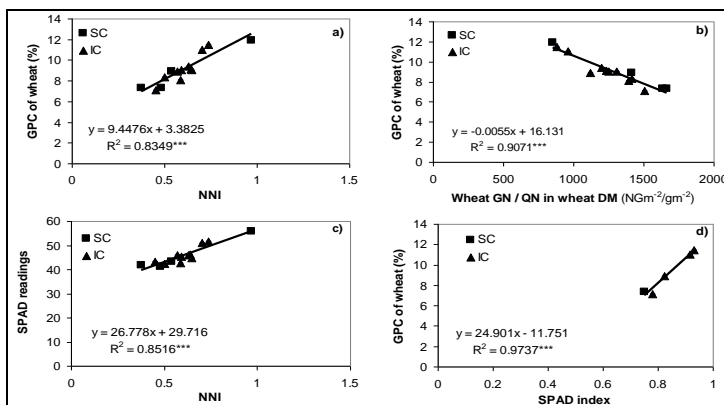 a)
SC
IC
GPC of wheat (%)
14
12
10
8
6
4
2
0
y = 9.4476x + 3.3825
R² = 0.8349***
0 0.5 1 1.5
NNI
b)
SC
IC
GPC of wheat (%)
14
12
10
8
6
4
2
0
y = -0.0055x + 16.131
R² = 0.9071***
0 500 1000 1500 2000
Wheat GN / QN in wheat DM (NGm⁻²/gm⁻²)
c)
SC
IC
SPAD readings
60
50
40
30
20
10
0
y = 26.778x + 29.716
R² = 0.8516***
0 0.5 1 1.5
NNI
d)
SC
IC
GPC of wheat (%)
14
12
10
8
6
4
2
0
y = 24.901x - 11.751
R² = 0.9737***
0 0.2 0.4 0.6 0.8 1
SPAD index